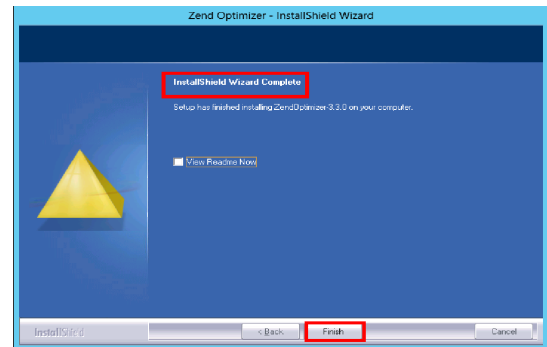 Zend Optimizer - InstallShield Wizard
InstallShield Wizard Complete
Setup has finished installing ZendOptimizer-3.3.0 on your computer.
View Readme Now
InstallShield
< Back
Finish
Cancel